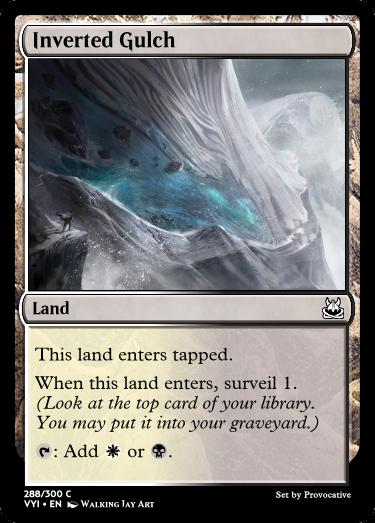 Inverted Gulch
Land
This land enters tapped.
When this land enters, surveil 1.
(Look at the top card of your library.
You may put it into your graveyard.)
: Add or .
288/300 C
VYI • EN Walking Jay Art
Set by Provocative